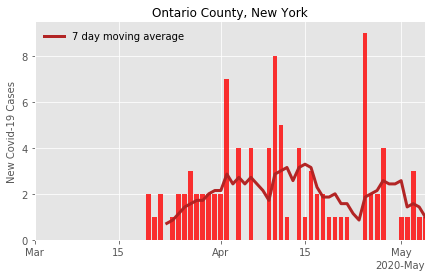 Ontario County, New York
7 day moving average
New Covid-19 Cases
8
6
4
2
0
Mar 15 Apr 15 May
2020-May